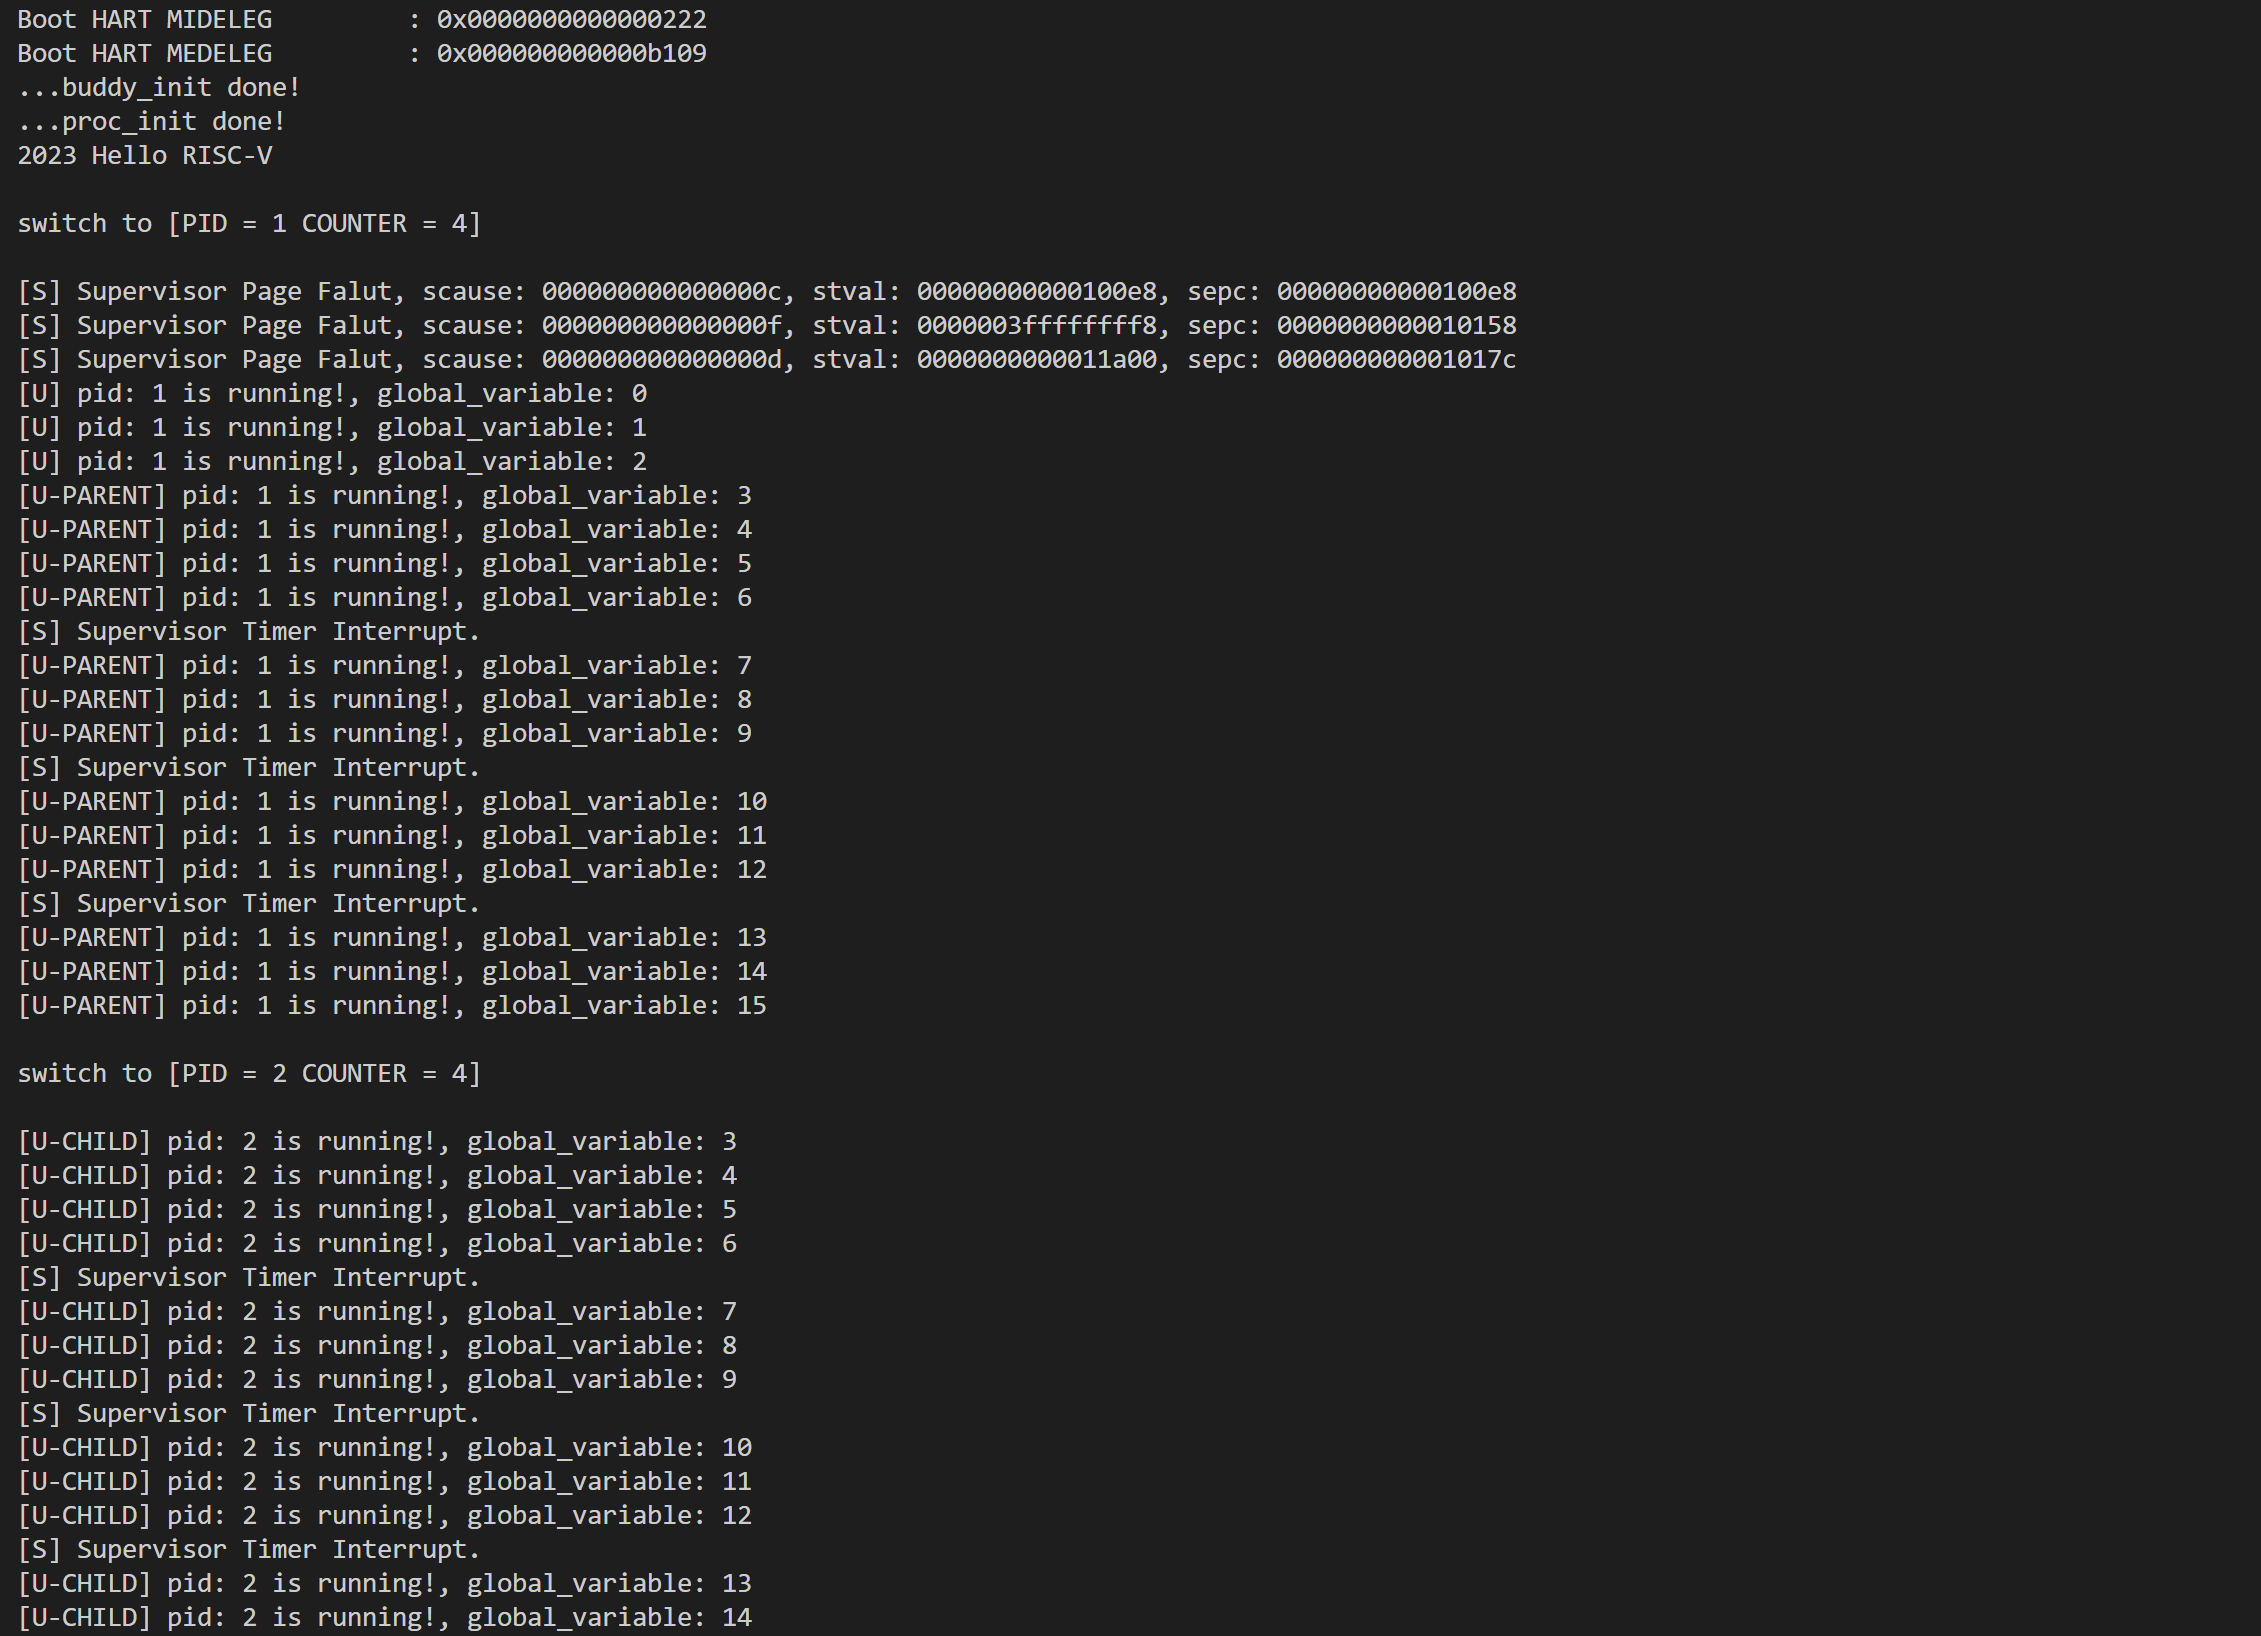 Boot HART MIDELEG         : 0x0000000000000222
Boot HART MEDELEG         : 0x000000000000b109
...buddy_init done!
...proc_init done!
2023 Hello RISC-V
switch to [PID = 1 COUNTER = 4]
[S] Supervisor Page Falut, scause: 000000000000000c, stval: 00000000000100e8, sepc: 00000000000100e8
[S] Supervisor Page Falut, scause: 000000000000000f, stval: 0000003ffffffff8, sepc: 0000000000010158
[S] Supervisor Page Falut, scause: 000000000000000d, stval: 0000000000011a00, sepc: 000000000001017c
[U] pid: 1 is running!, global_variable: 0
[U] pid: 1 is running!, global_variable: 1
[U] pid: 1 is running!, global_variable: 2
[U-PARENT] pid: 1 is running!, global_variable: 3
[U-PARENT] pid: 1 is running!, global_variable: 4
[U-PARENT] pid: 1 is running!, global_variable: 5
[U-PARENT] pid: 1 is running!, global_variable: 6
[S] Supervisor Timer Interrupt.
[U-PARENT] pid: 1 is running!, global_variable: 7
[U-PARENT] pid: 1 is running!, global_variable: 8
[U-PARENT] pid: 1 is running!, global_variable: 9
[S] Supervisor Timer Interrupt.
[U-PARENT] pid: 1 is running!, global_variable: 10
[U-PARENT] pid: 1 is running!, global_variable: 11
[U-PARENT] pid: 1 is running!, global_variable: 12
[S] Supervisor Timer Interrupt.
[U-PARENT] pid: 1 is running!, global_variable: 13
[U-PARENT] pid: 1 is running!, global_variable: 14
[U-PARENT] pid: 1 is running!, global_variable: 15
switch to [PID = 2 COUNTER = 4]
[U-CHILD] pid: 2 is running!, global_variable: 3
[U-CHILD] pid: 2 is running!, global_variable: 4
[U-CHILD] pid: 2 is running!, global_variable: 5
[U-CHILD] pid: 2 is running!, global_variable: 6
[S] Supervisor Timer Interrupt.
[U-CHILD] pid: 2 is running!, global_variable: 7
[U-CHILD] pid: 2 is running!, global_variable: 8
[U-CHILD] pid: 2 is running!, global_variable: 9
[S] Supervisor Timer Interrupt.
[U-CHILD] pid: 2 is running!, global_variable: 10
[U-CHILD] pid: 2 is running!, global_variable: 11
[U-CHILD] pid: 2 is running!, global_variable: 12
[S] Supervisor Timer Interrupt.
[U-CHILD] pid: 2 is running!, global_variable: 13
[U-CHILD] pid: 2 is running!, global_variable: 14